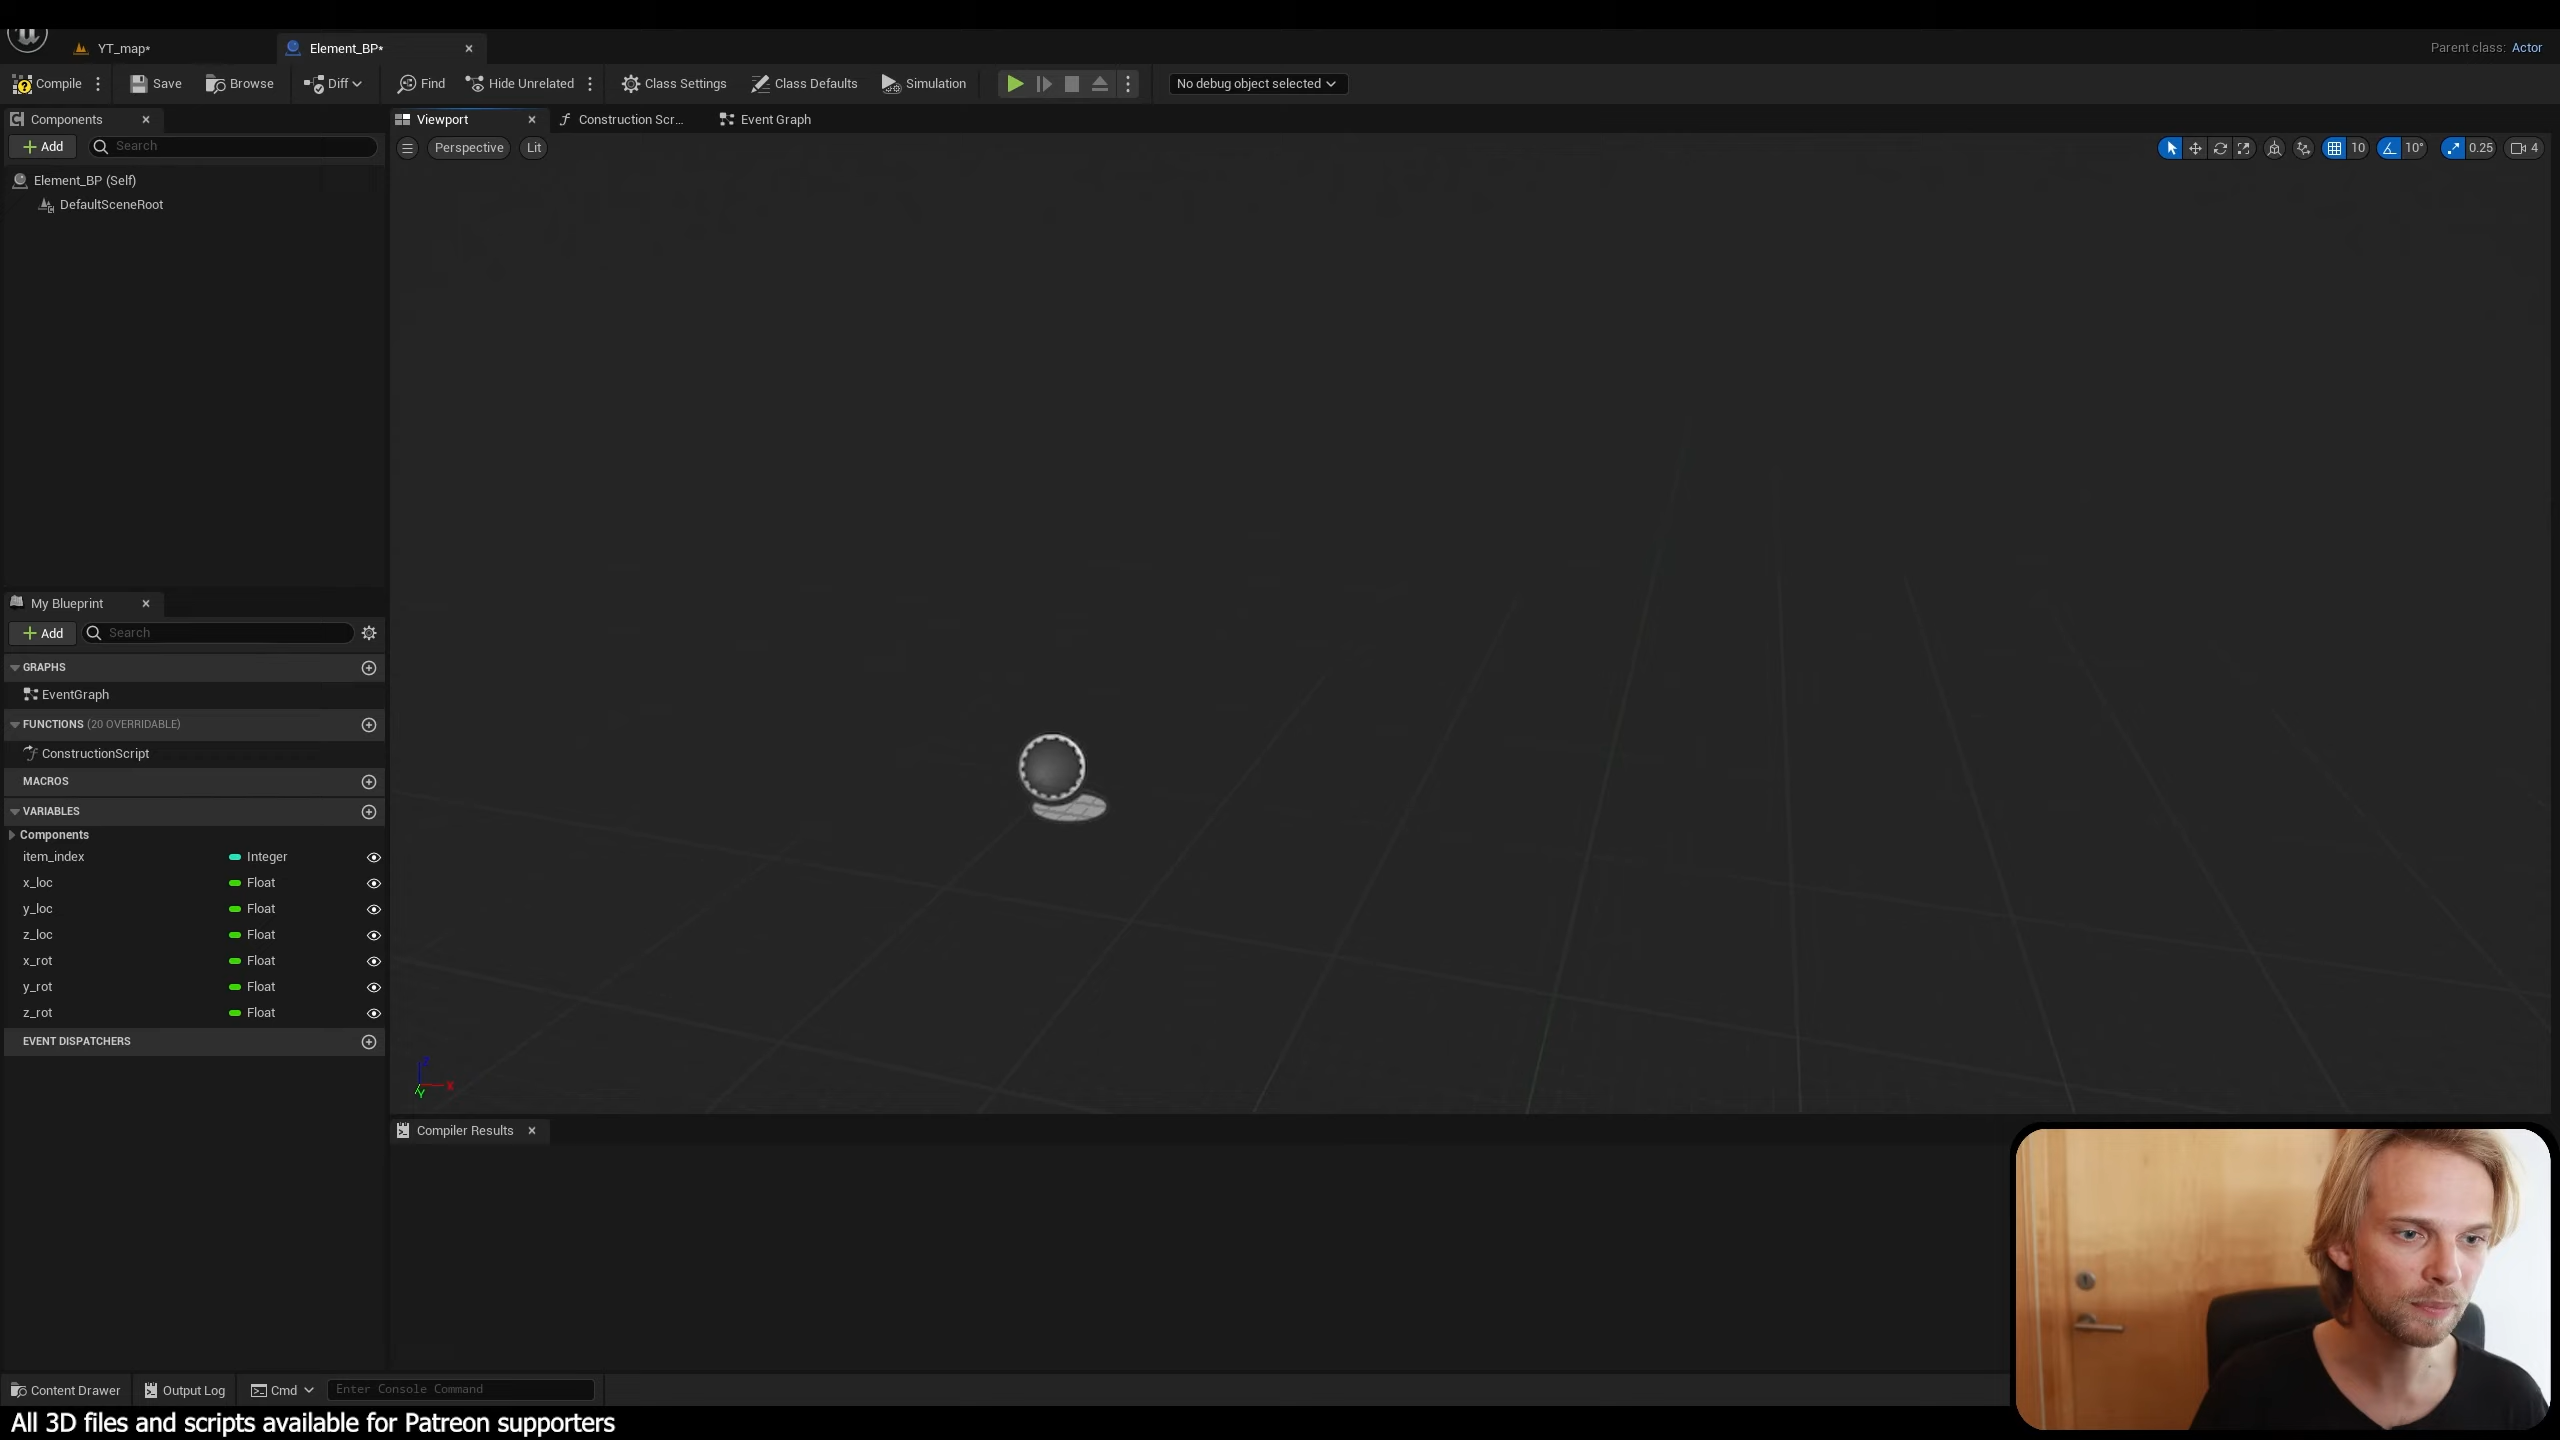 YT_map*
Element_BP*
Parent class: Actor
Compile
Save
Browse
Diff
Find
Hide Unrelated
Class Settings
Class Defaults
Simulation
No debug object selected
Components
Viewport
Construction Scr...
Event Graph
Add
Search
Perspective
Lit
10
10°
0.25
4
Element_BP (Self)
DefaultSceneRoot
My Blueprint
Add
Search
GRAPHS
EventGraph
FUNCTIONS (20 OVERRIDABLE)
ConstructionScript
MACROS
VARIABLES
Components
item_index Integer
x_loc Float
y_loc Float
z_loc Float
x_rot Float
y_rot Float
z_rot Float
EVENT DISPATCHERS
Z
X
Y
Compiler Results
Content Drawer
Output Log
Cmd
Enter Console Command
All 3D files and scripts available for Patreon supporters